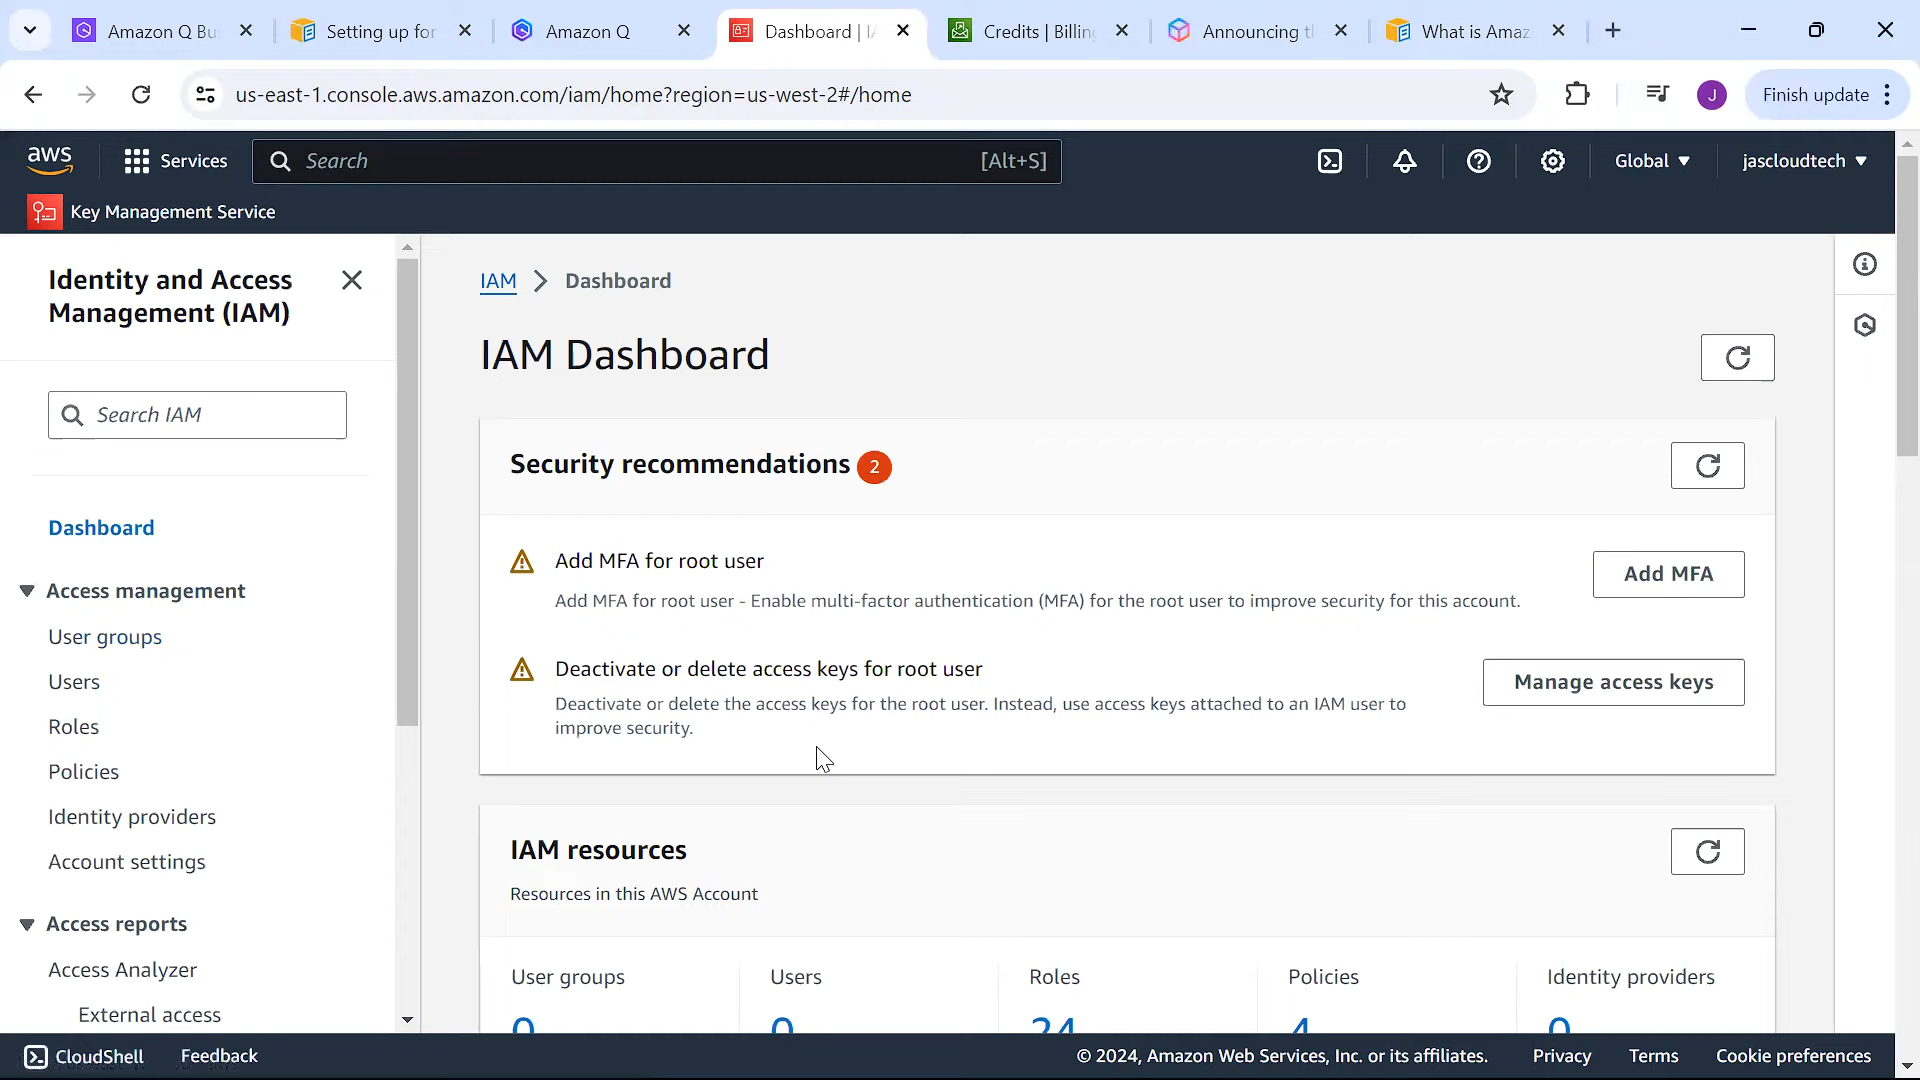 Amazon Q Bu
Setting up for
Amazon Q
Dashboard | IA
Credits | Billing
Announcing t
What is Amaz
us-east-1.console.aws.amazon.com/iam/home?region=us-west-2#/home
J
Finish update
aws
Services
Search
[Alt+S]
Global
jascloudtech
Key Management Service
Identity and Access
Management (IAM)
Search IAM
Dashboard
Access management
User groups
Users
Roles
Policies
Identity providers
Account settings
Access reports
Access Analyzer
External access
IAM
Dashboard
IAM Dashboard
Security recommendations 2
Add MFA for root user
Add MFA for root user - Enable multi-factor authentication (MFA) for the root user to improve security for this account.
Add MFA
Deactivate or delete access keys for root user
Deactivate or delete the access keys for the root user. Instead, use access keys attached to an IAM user to
improve security.
Manage access keys
IAM resources
Resources in this AWS Account
User groups
Users
Roles
Policies
Identity providers
0
0
24
4
0
CloudShell
Feedback
© 2024, Amazon Web Services, Inc. or its affiliates.
Privacy
Terms
Cookie preferences